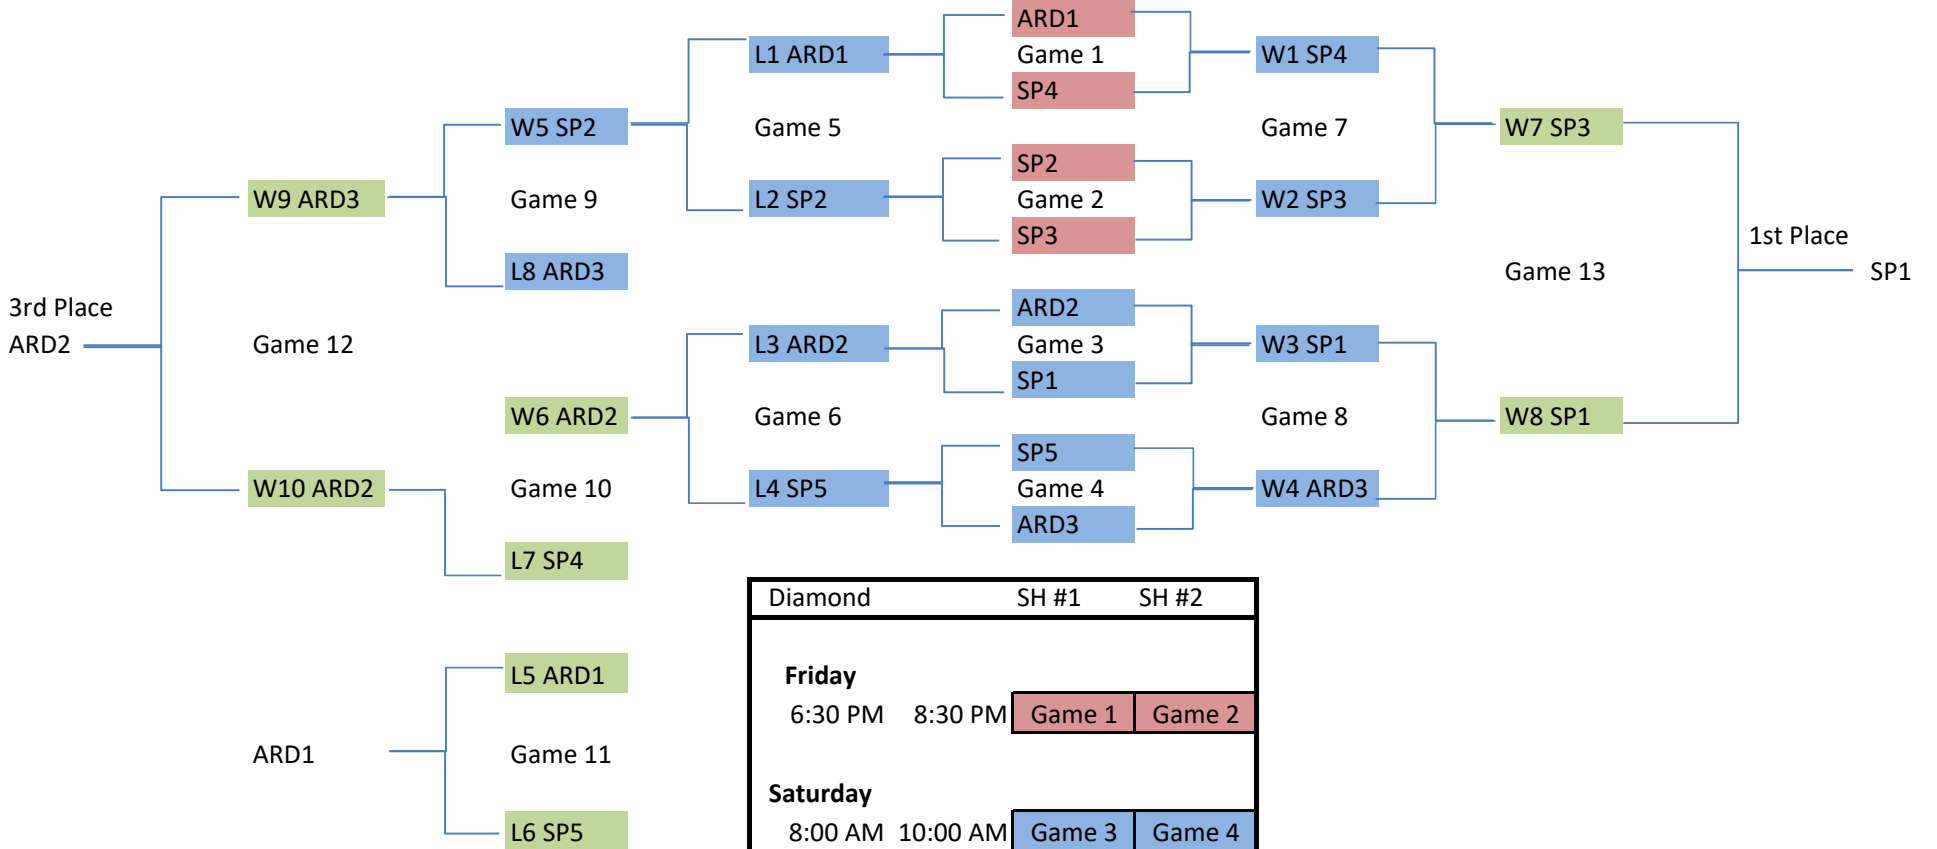 ARD1
L1 ARD1 Game 1 W1 SP4
SP4
W5 SP2 Game 5 Game 7 W7 SP3
SP2
W9 ARD3 Game 9 L2 SP2 Game 2 W2 SP3
SP3 1st Place
L8 ARD3 Game 13 SP1
3rd Place ARD2
ARD2 Game 12 L3 ARD2 Game 3 W3 SP1
SP1
W6 ARD2 Game 6 Game 8 W8 SP1
SP5
W10 ARD2 Game 10 L4 SP5 Game 4 W4 ARD3
ARD3
L7 SP4
Diamond SH #1 SH #2
L5 ARD1 Friday
6:30 PM 8:30 PM Game 1 Game 2
ARD1 Game 11
Saturday
L6 SP5 8:00 AM 10:00 AM Game 3 Game 4